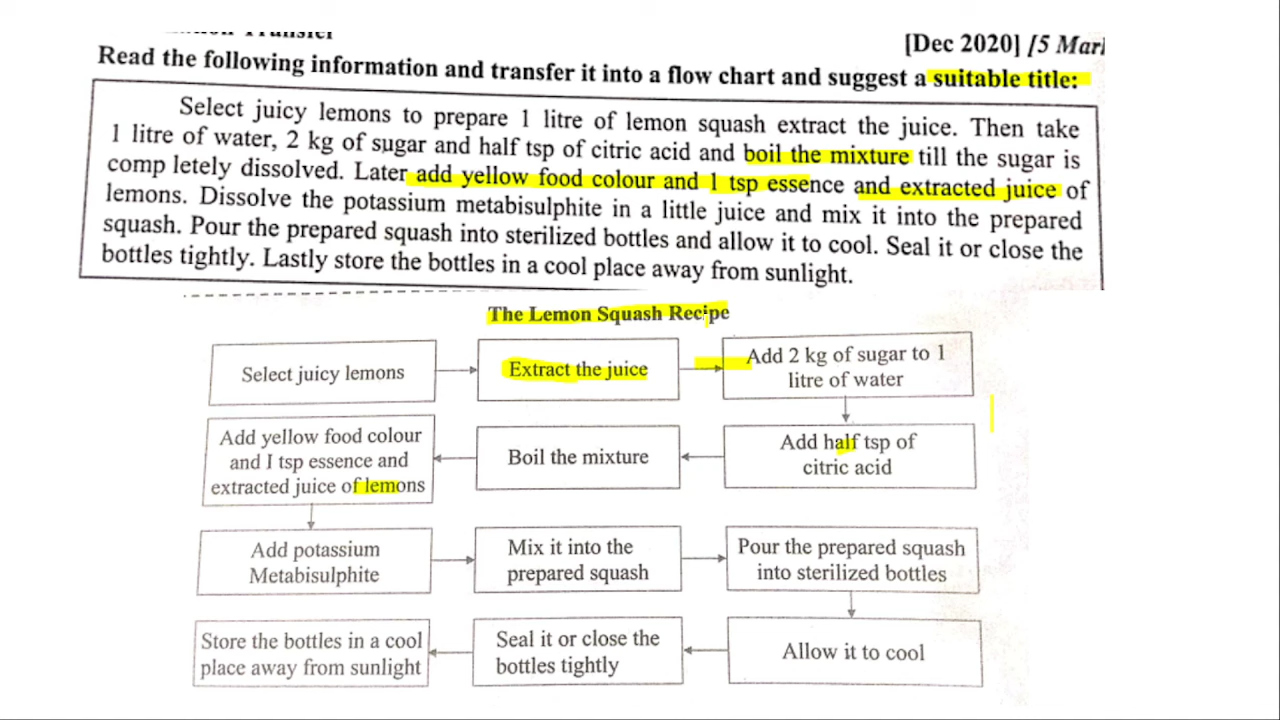 Transfer
[Dec 2020] [5 Mar
Read the following information and transfer it into a flow chart and suggest a suitable title:
Select juicy lemons to prepare 1 litre of lemon squash extract the juice. Then take
1 litre of water, 2 kg of sugar and half tsp of citric acid and boil the mixture till the sugar is
comp letely dissolved. Later add yellow food colour and 1 tsp essence and extracted juice of
lemons. Dissolve the potassium metabisulphite in a little juice and mix it into the prepared
squash. Pour the prepared squash into sterilized bottles and allow it to cool. Seal it or close the
bottles tightly. Lastly store the bottles in a cool place away from sunlight.
The Lemon Squash Recipe
Select juicy lemons
Extract the juice
Add 2 kg of sugar to 1
litre of water
Add half tsp of
citric acid
Boil the mixture
Add yellow food colour
and I tsp essence and
extracted juice of lemons
Add potassium
Metabisulphite
Mix it into the
prepared squash
Pour the prepared squash
into sterilized bottles
Allow it to cool
Seal it or close the
bottles tightly
Store the bottles in a cool
place away from sunlight